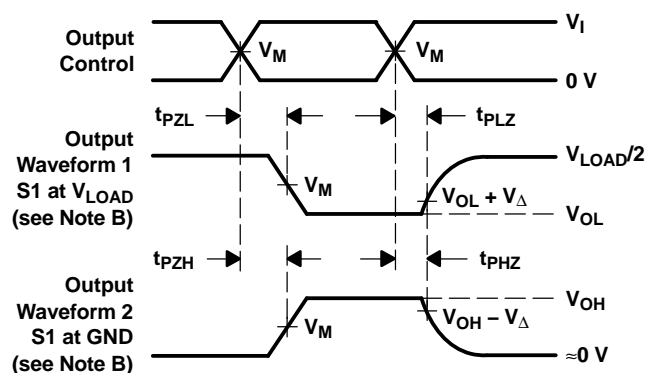 Output
Control
V_I
V_M
V_M
0 V
t_PZL
t_PLZ
Output
Waveform 1
S1 at V_LOAD
(see Note B)
V_LOAD/2
V_M
V_OL + V_Δ
V_OL
t_PZH
t_PHZ
Output
Waveform 2
S1 at GND
(see Note B)
V_OH
V_M
V_OH − V_Δ
≈0 V